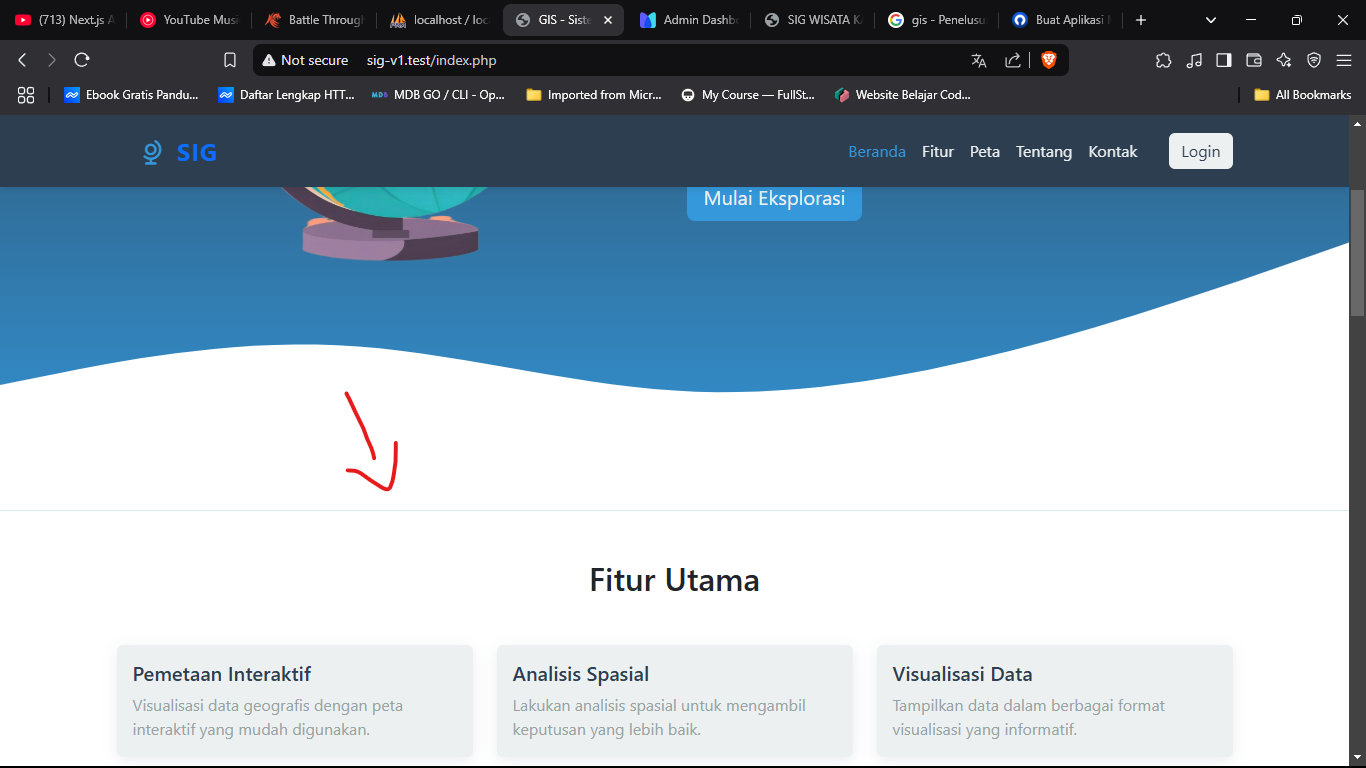 (713) Next.js A
YouTube Musi
Battle Through
localhost / loc
GIS - Siste
Admin Dashbo
SIG WISATA KA
gis - Penelusu
Buat Aplikasi
Not secure sig-v1.test/index.php
Ebook Gratis Pandu...
Daftar Lengkap HTT...
MDB GO / CLI - Op...
Imported from Micr...
My Course — FullSt...
Website Belajar Cod...
All Bookmarks
SIG
Beranda Fitur Peta Tentang Kontak Login
Mulai Eksplorasi
Fitur Utama
Pemetaan Interaktif
Visualisasi data geografis dengan peta
interaktif yang mudah digunakan.
Analisis Spasial
Lakukan analisis spasial untuk mengambil
keputusan yang lebih baik.
Visualisasi Data
Tampilkan data dalam berbagai format
visualisasi yang informatif.